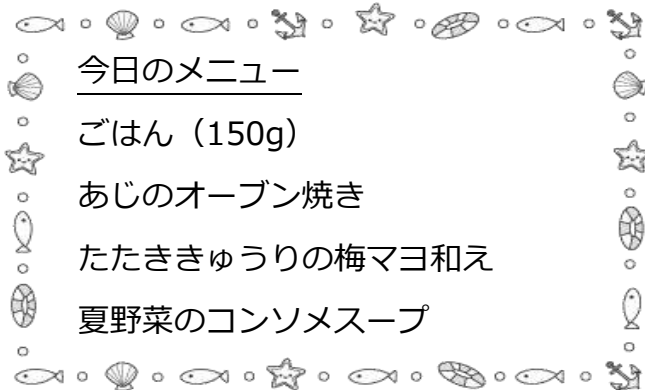 今日のメニュー
ごはん（150g）
あじのオーブン焼き
たたききゅうりの梅マヨ和え
夏野菜のコンソメスープ